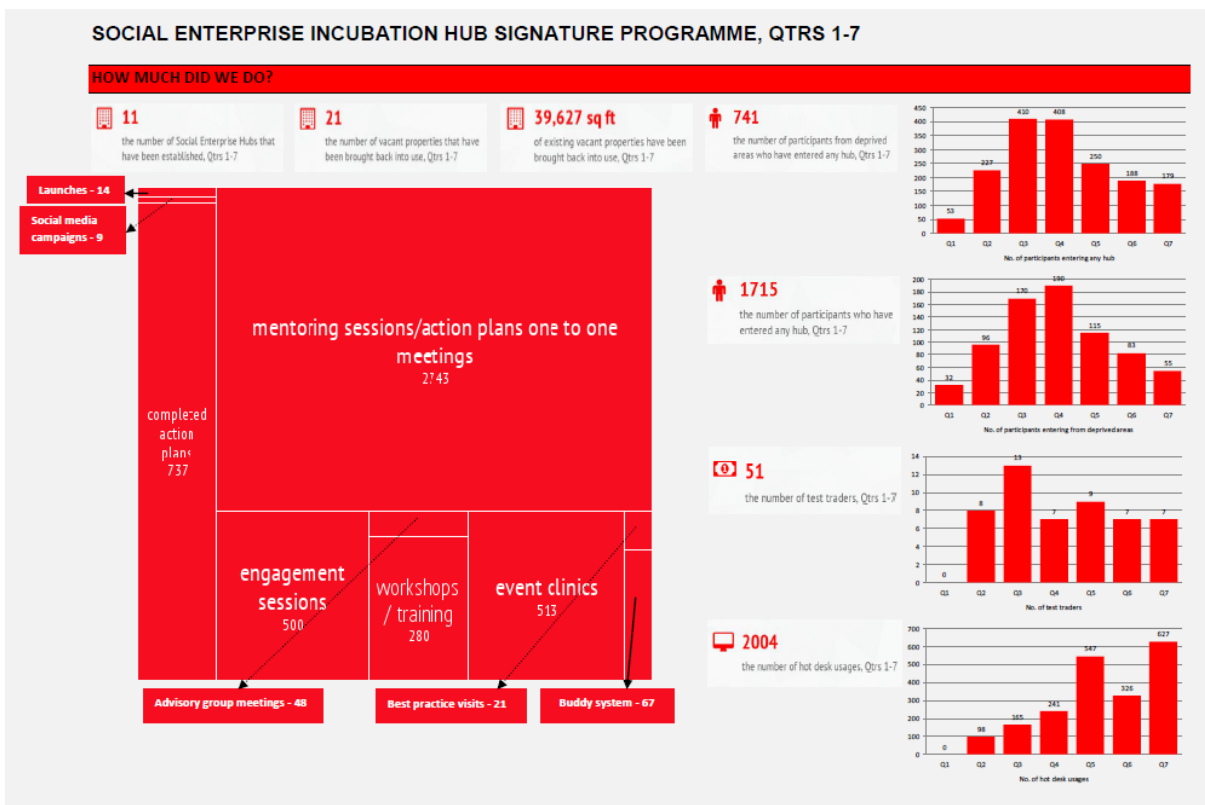 SOCIAL ENTERPRISE INCUBATION HUB SIGNATURE PROGRAMME, QTRS 1-7
HOW MUCH DID WE DO?
11
the number of Social Enterprise Hubs that
have been established, Qtrs 1-7
21
the number of vacant properties that have
been brought back into use, Qtrs 1-7
39,627 sq ft
of existing vacant properties have been
brought back into use, Qtrs 1-7
741
the number of participants from deprived
areas who have entered any hub, Qtrs 1-7
450
400
350
300
250
200
150
100
50
0
53
227
410
408
250
188
179
Q1 Q2 Q3 Q4 Q5 Q6 Q7
No. of participants entering any hub
Launches - 14
Social media
campaigns - 9
mentoring sessions/action plans one to one
meetings
2743
completed
action
plans
737
engagement
sessions
500
workshops
/ training
280
event clinics
513
Advisory group meetings - 48
Best practice visits - 21
Buddy system - 67
1715
the number of participants who have
entered any hub, Qtrs 1-7
200
180
160
140
120
100
80
60
40
20
0
32
96
170
190
115
83
55
Q1 Q2 Q3 Q4 Q5 Q6 Q7
No. of participants entering from deprived areas
51
the number of test traders, Qtrs 1-7
14
12
10
8
6
4
2
0
0
8
13
7
9
7
7
Q1 Q2 Q3 Q4 Q5 Q6 Q7
No. of test traders
2004
the number of hot desk usages, Qtrs 1-7
700
600
500
400
300
200
100
0
0
98
165
241
547
326
627
Q1 Q2 Q3 Q4 Q5 Q6 Q7
No. of hot desk usages